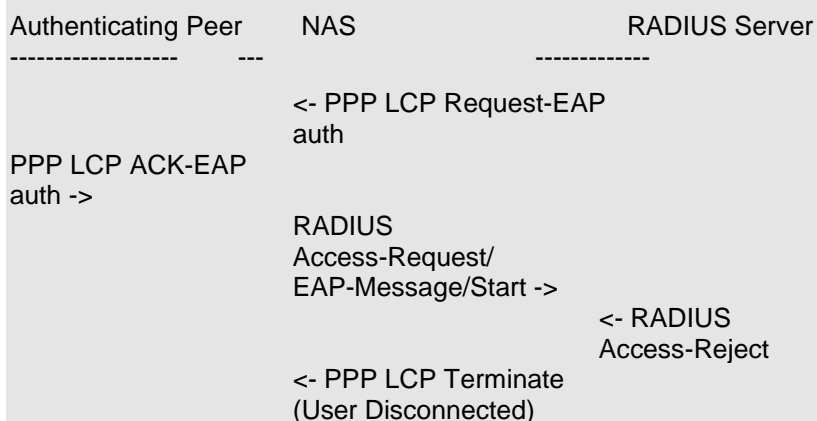 Authenticating Peer NAS RADIUS Server
------------------- --- -------------
<- PPP LCP Request-EAP
auth
PPP LCP ACK-EAP
auth ->
RADIUS
Access-Request/
EAP-Message/Start ->
<- RADIUS
Access-Reject
<- PPP LCP Terminate
(User Disconnected)